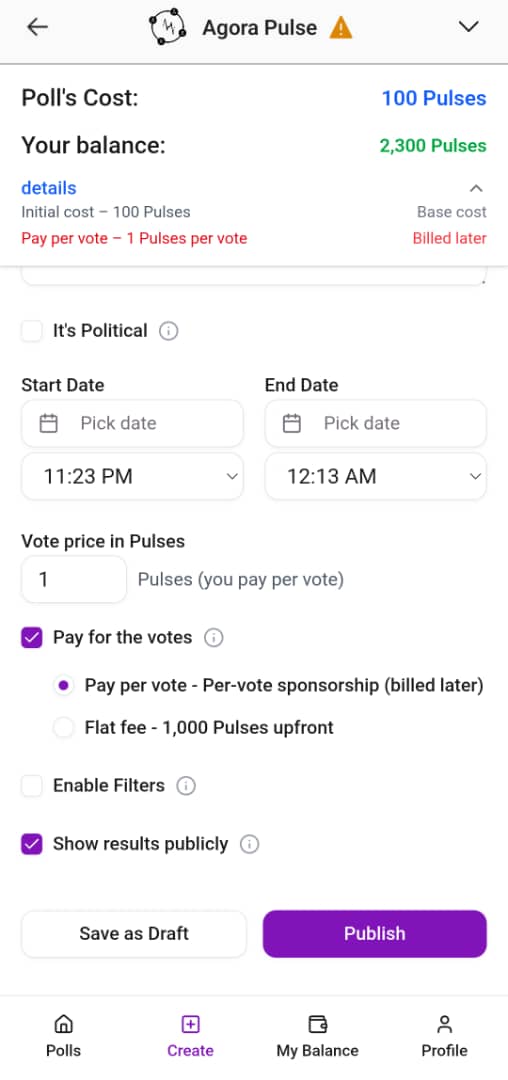 Agora Pulse
Poll's Cost: 100 Pulses
Your balance: 2,300 Pulses
details
Initial cost – 100 Pulses Base cost
Pay per vote – 1 Pulses per vote Billed later
It's Political
Start Date End Date
Pick date Pick date
11:23 PM 12:13 AM
Vote price in Pulses
1 Pulses (you pay per vote)
Pay for the votes
Pay per vote - Per-vote sponsorship (billed later)
Flat fee - 1,000 Pulses upfront
Enable Filters
Show results publicly
Save as Draft Publish
Polls Create My Balance Profile